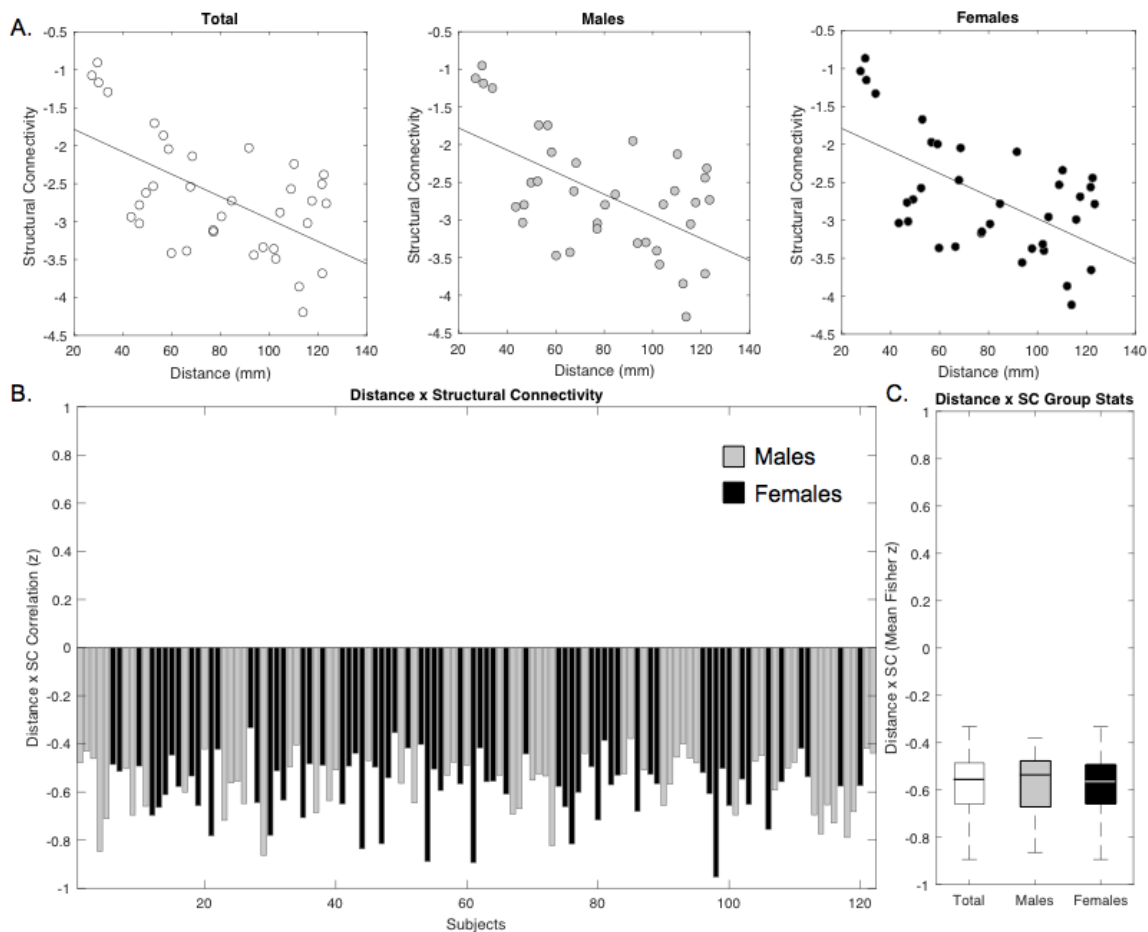 A.
Total
Structural Connectivity
-0.5
-1
-1.5
-2
-2.5
-3
-3.5
-4
-4.5
20 40 60 80 100 120 140
Distance (mm)
Males
Structural Connectivity
-0.5
-1
-1.5
-2
-2.5
-3
-3.5
-4
-4.5
20 40 60 80 100 120 140
Distance (mm)
Females
Structural Connectivity
-0.5
-1
-1.5
-2
-2.5
-3
-3.5
-4
-4.5
20 40 60 80 100 120 140
Distance (mm)
B.
Distance x Structural Connectivity
Distance x SC Correlation (z)
1
0.8
0.6
0.4
0.2
0
-0.2
-0.4
-0.6
-0.8
-1
Males
Females
20 40 60 80 100 120
Subjects
C.
Distance x SC Group Stats
Distance x SC (Mean Fisher z)
1
0.8
0.6
0.4
0.2
0
-0.2
-0.4
-0.6
-0.8
-1
Total Males Females